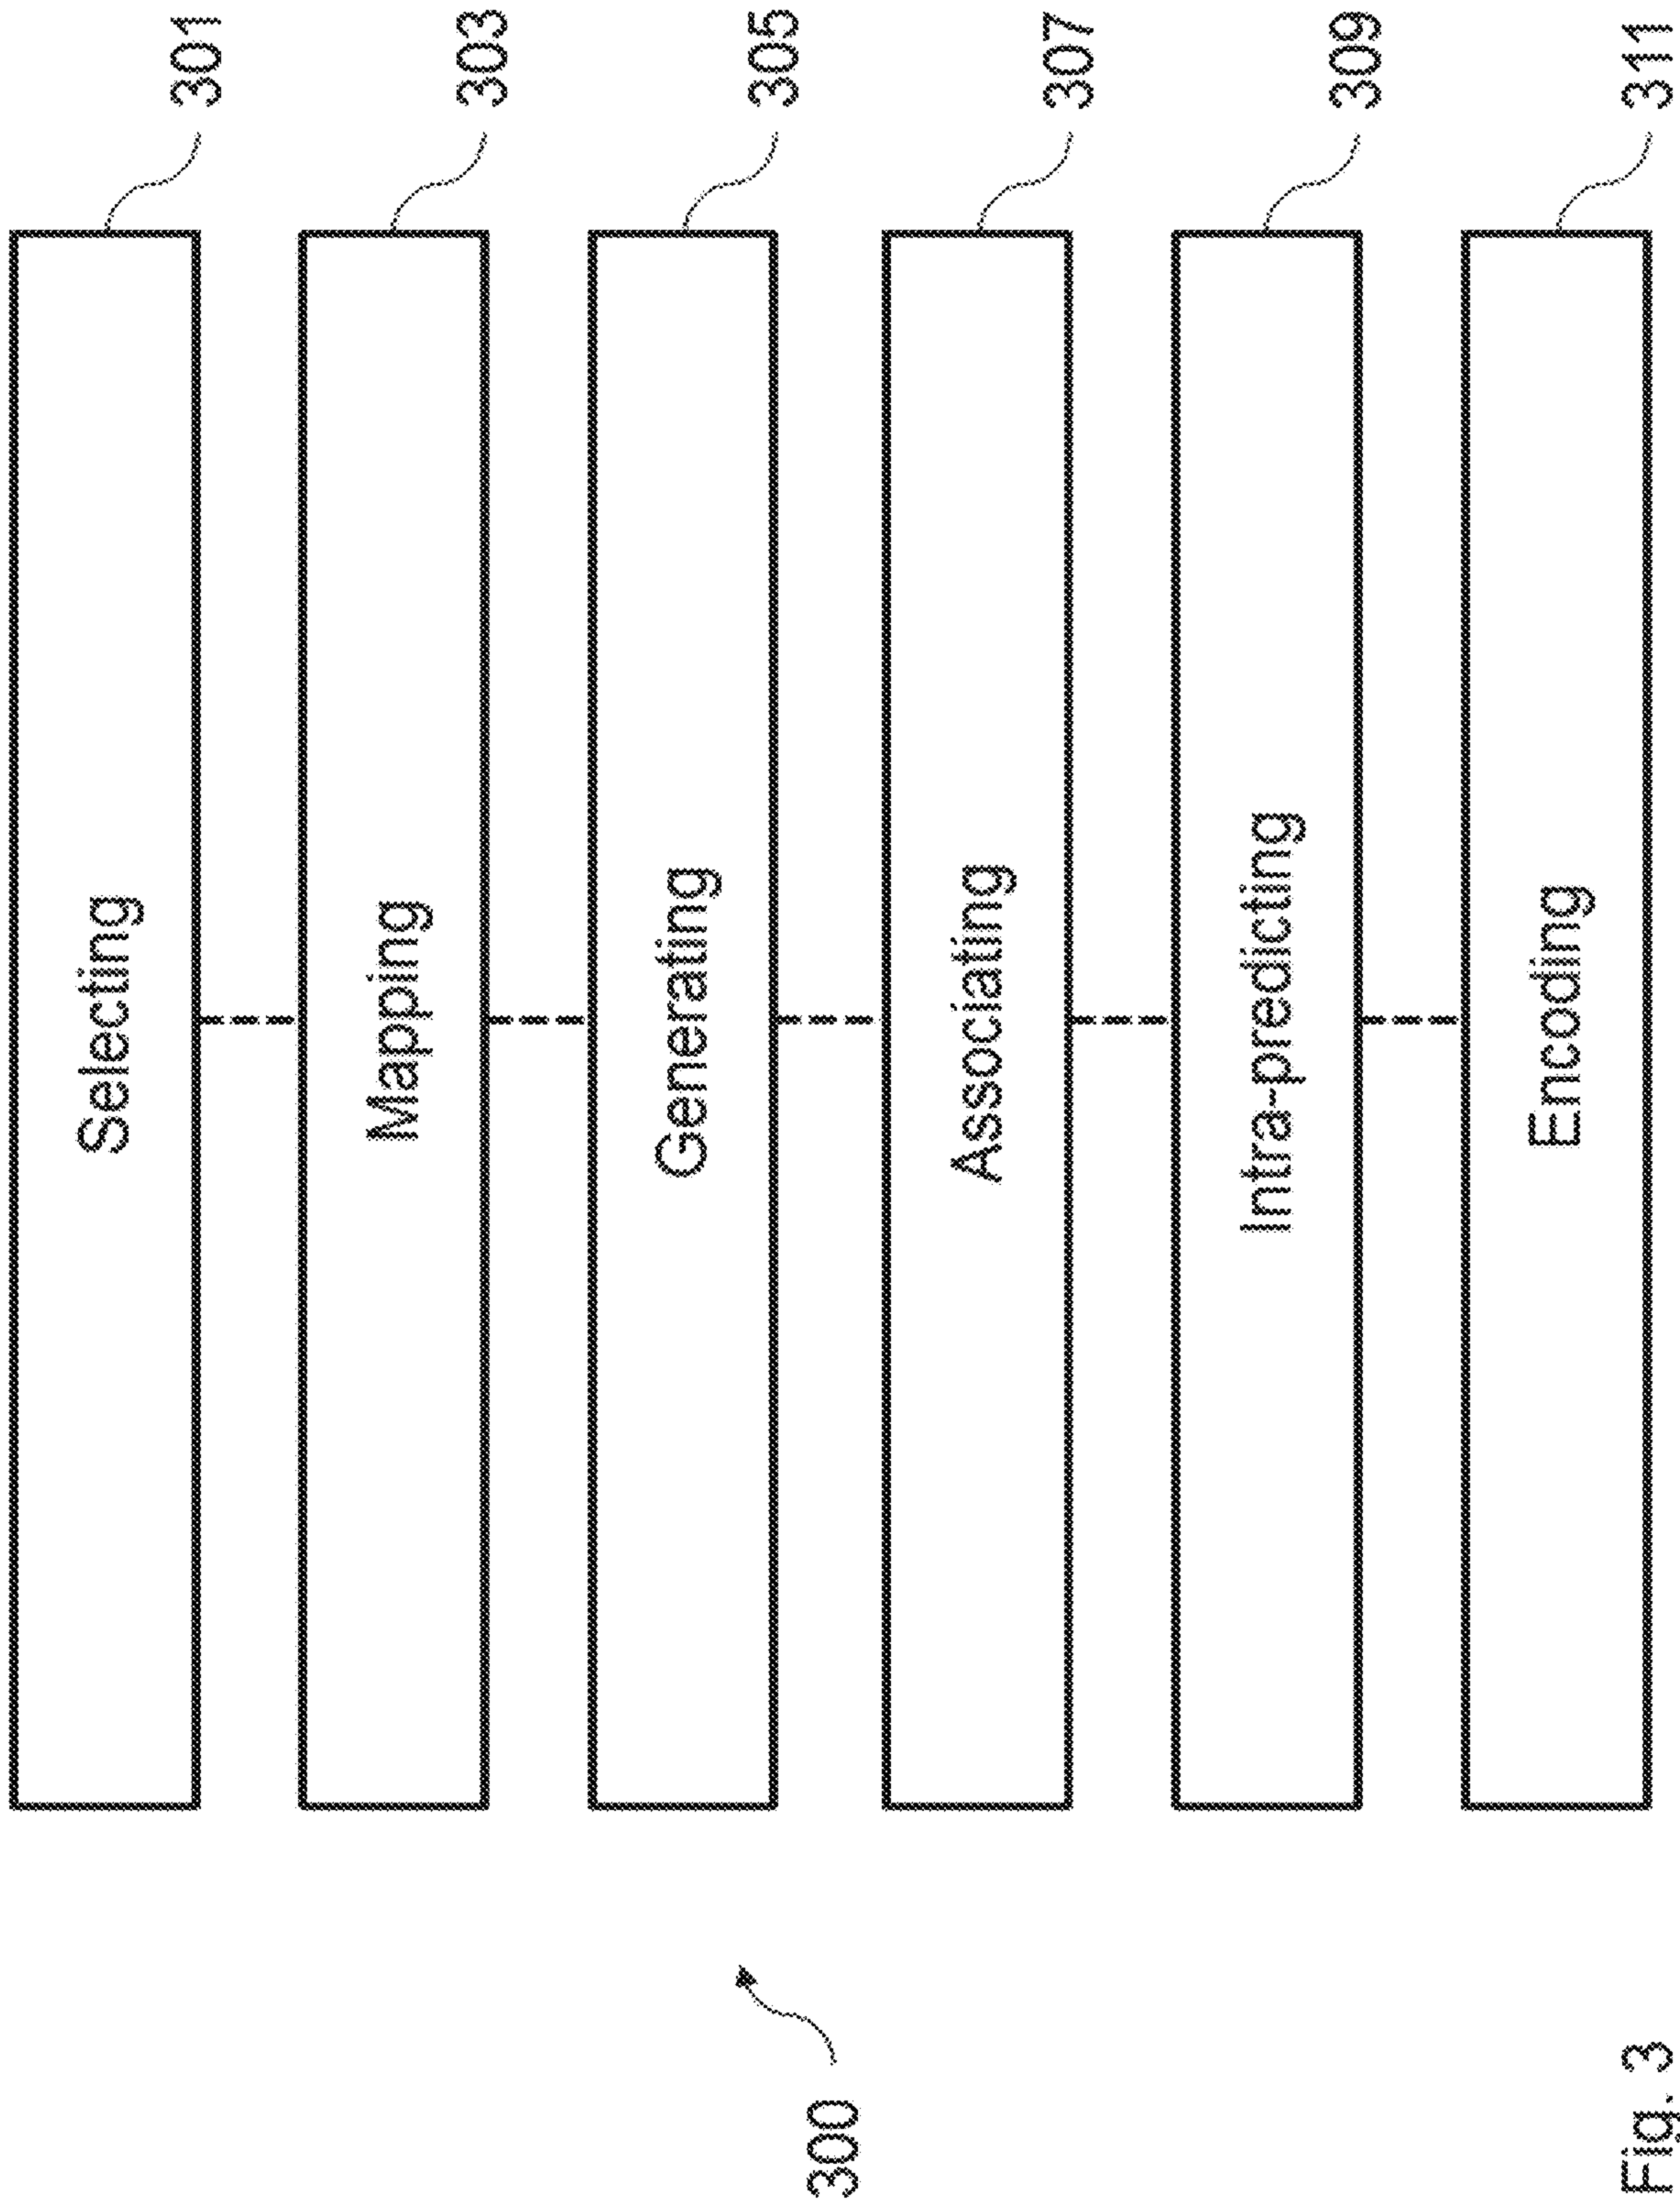 300
Selecting
301
Mapping
303
Generating
305
Associating
307
Intra-predicting
309
Encoding
311
Fig. 3